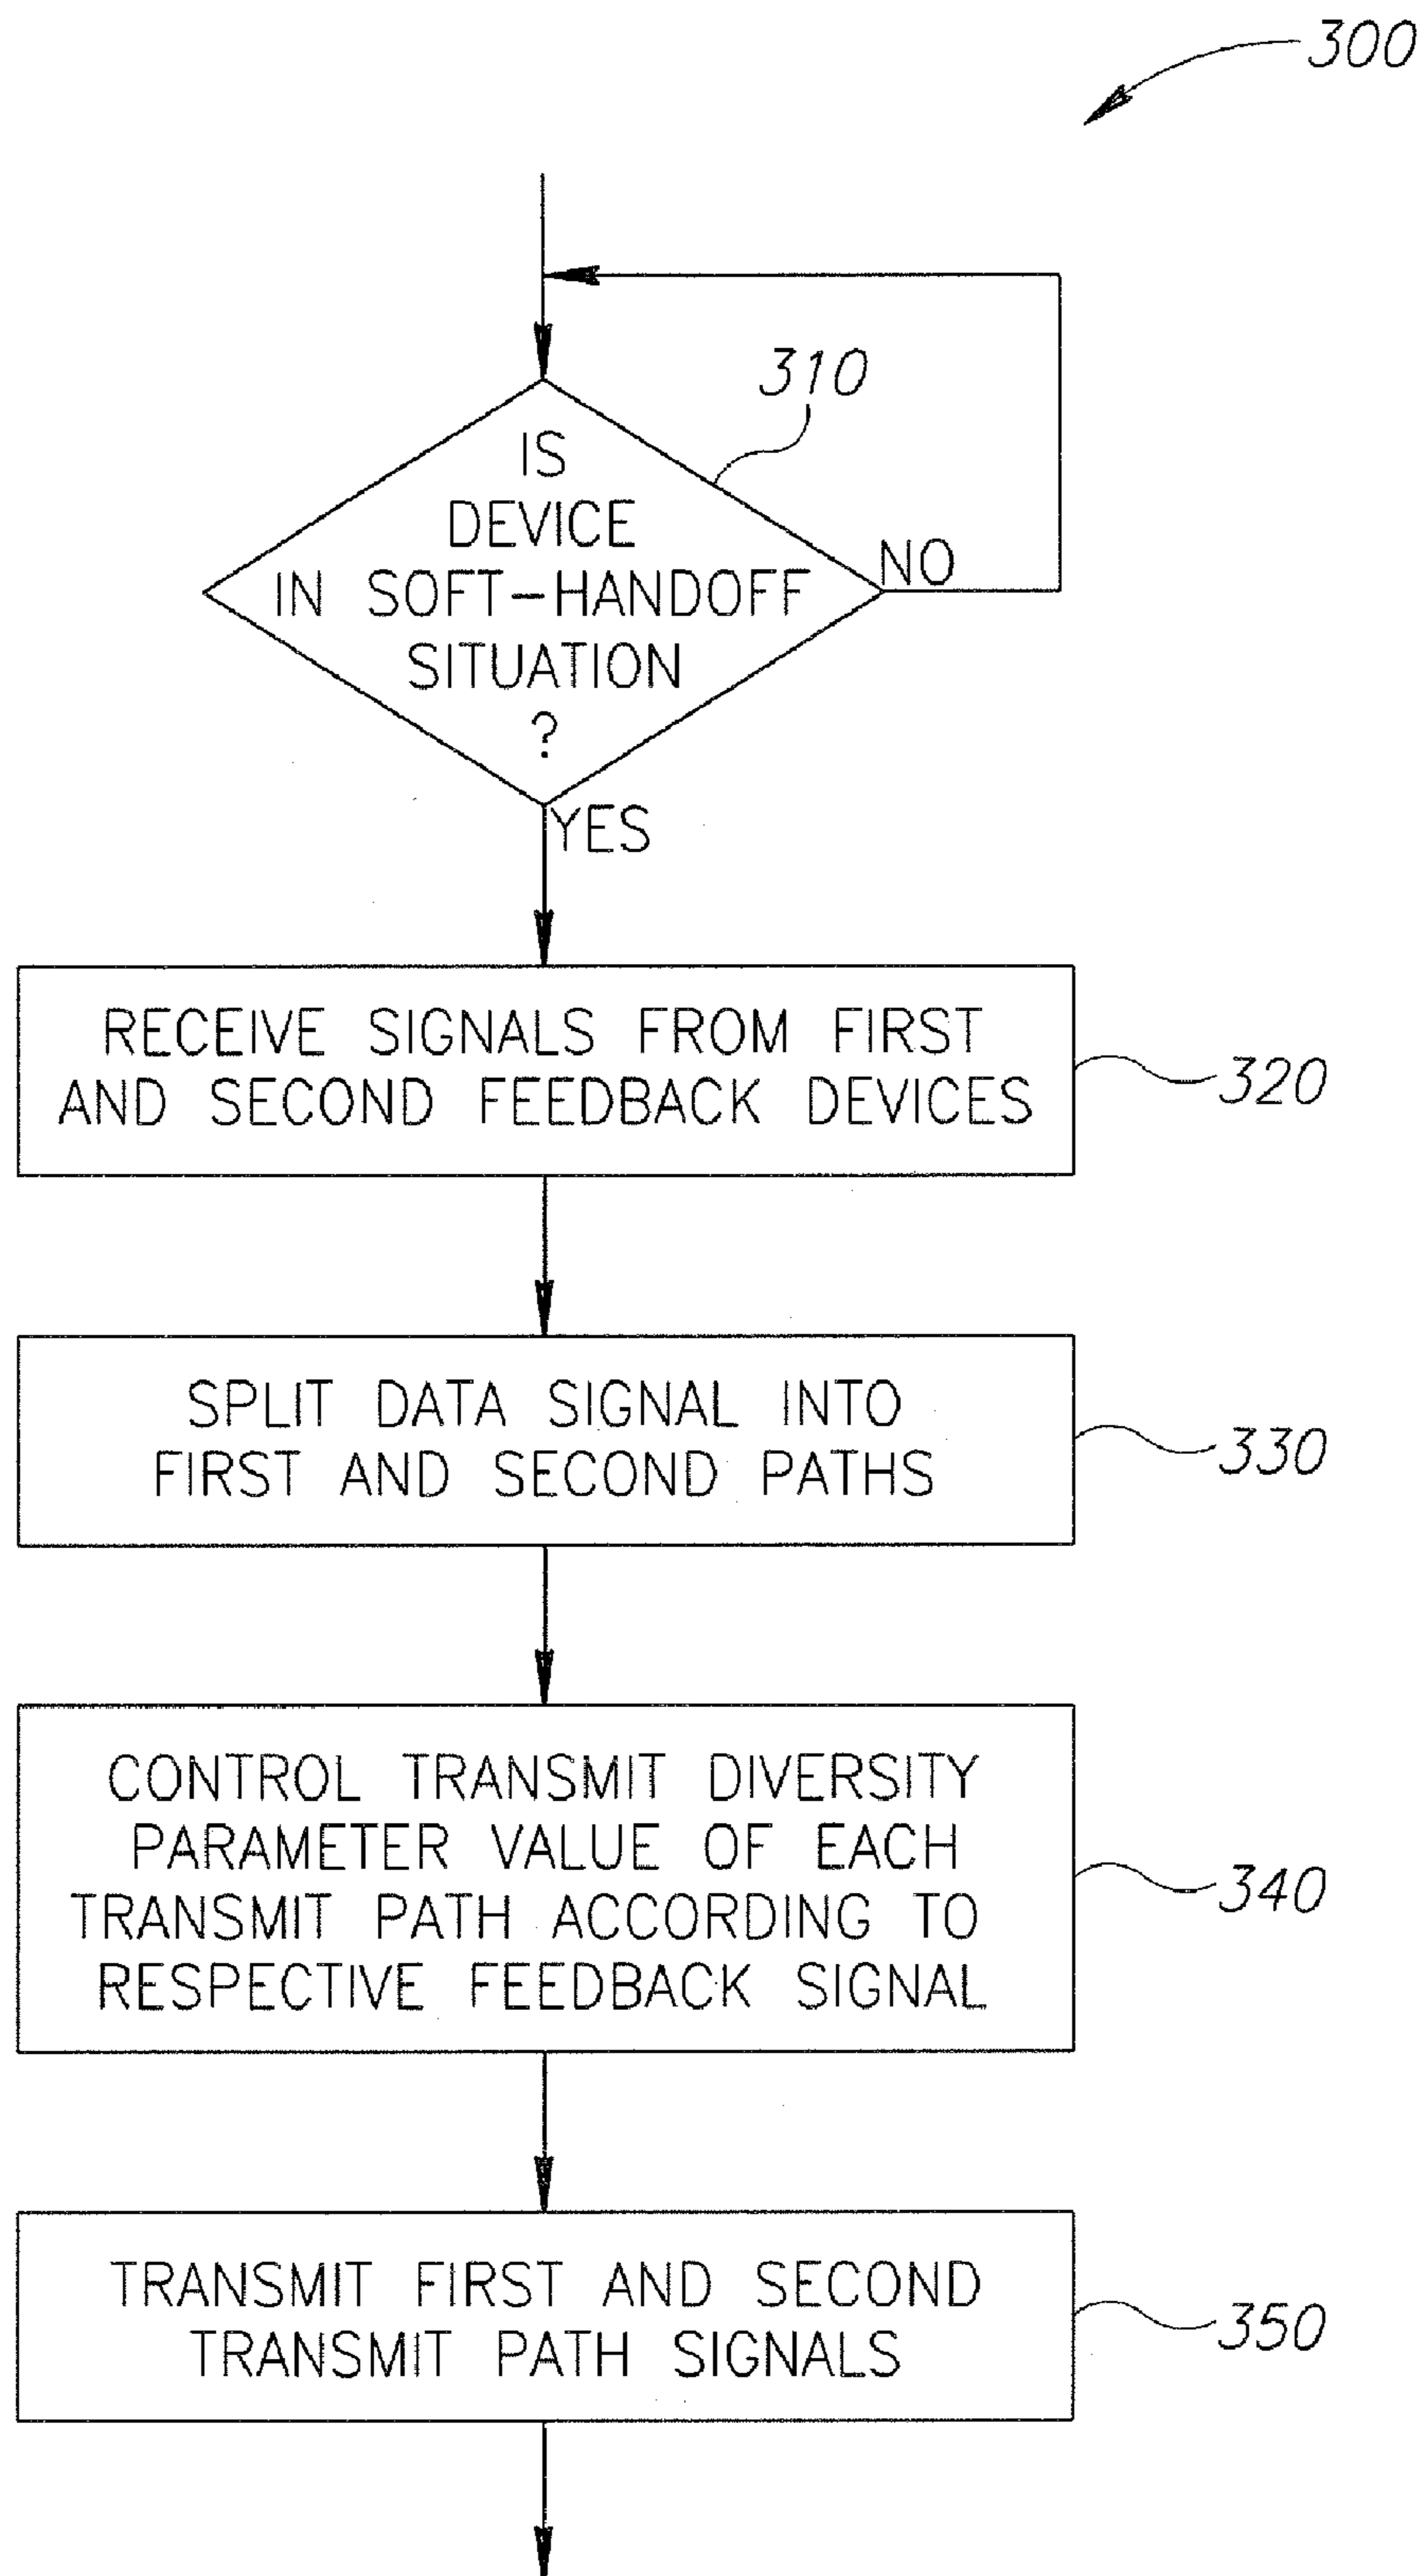 300
310
IS
DEVICE
IN SOFT-HANDOFF
SITUATION
?
NO
YES
RECEIVE SIGNALS FROM FIRST
AND SECOND FEEDBACK DEVICES
320
SPLIT DATA SIGNAL INTO
FIRST AND SECOND PATHS
330
CONTROL TRANSMIT DIVERSITY
PARAMETER VALUE OF EACH
TRANSMIT PATH ACCORDING TO
RESPECTIVE FEEDBACK SIGNAL
340
TRANSMIT FIRST AND SECOND
TRANSMIT PATH SIGNALS
350